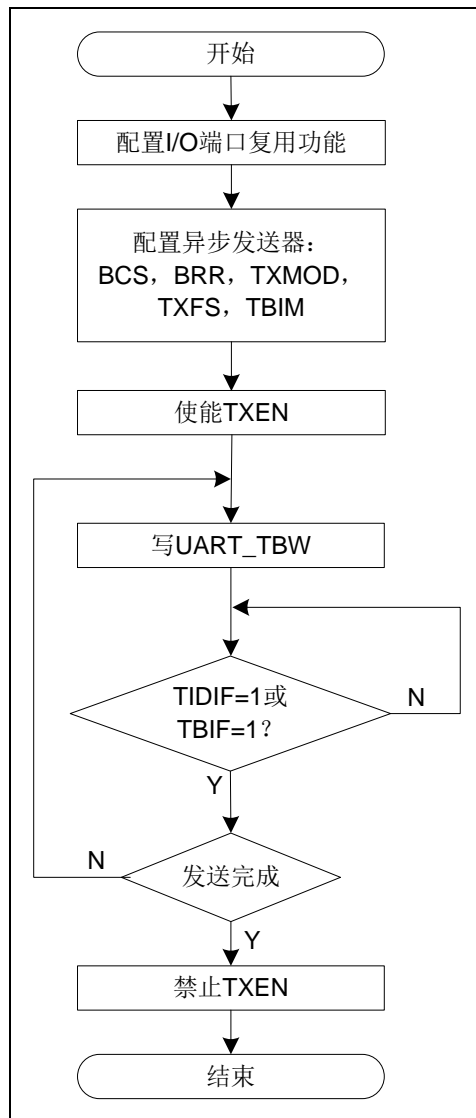 开始
配置I/O端口复用功能
配置异步发送器：
BCS，BRR，TXMOD，
TXFS，TBIM
使能TXEN
写UART_TBW
TIDIF=1或
TBIF=1？
N
Y
N
发送完成
Y
禁止TXEN
结束